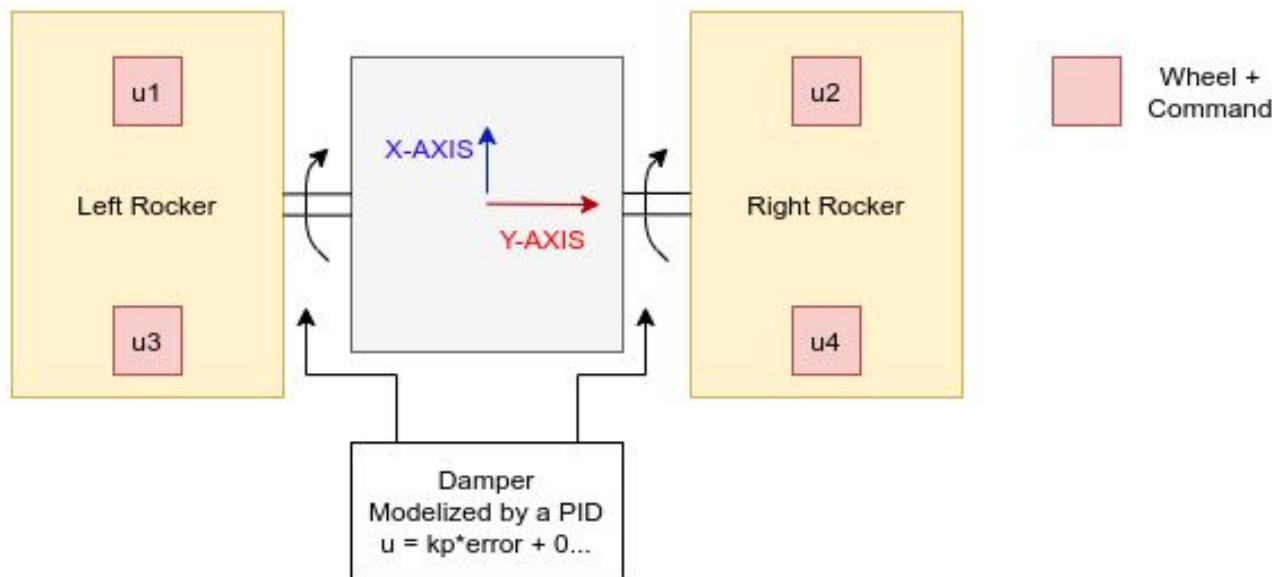 u1
u2
Wheel +
Command
X-AXIS
Left Rocker
Right Rocker
Y-AXIS
u3
u4
Damper
Modelized by a PID
u = kp*error + 0...